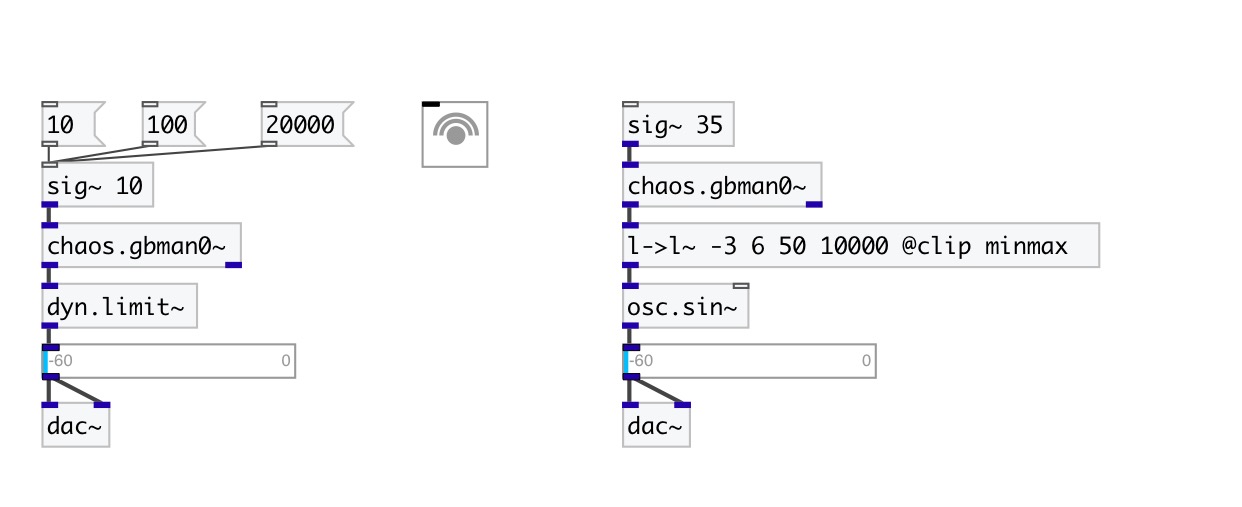 10
100
20000
sig~ 10
chaos.gbman0~
dyn.limit~
-60 0
dac~
sig~ 35
chaos.gbman0~
l->l~ -3 6 50 10000 @clip minmax
osc.sin~
-60 0
dac~